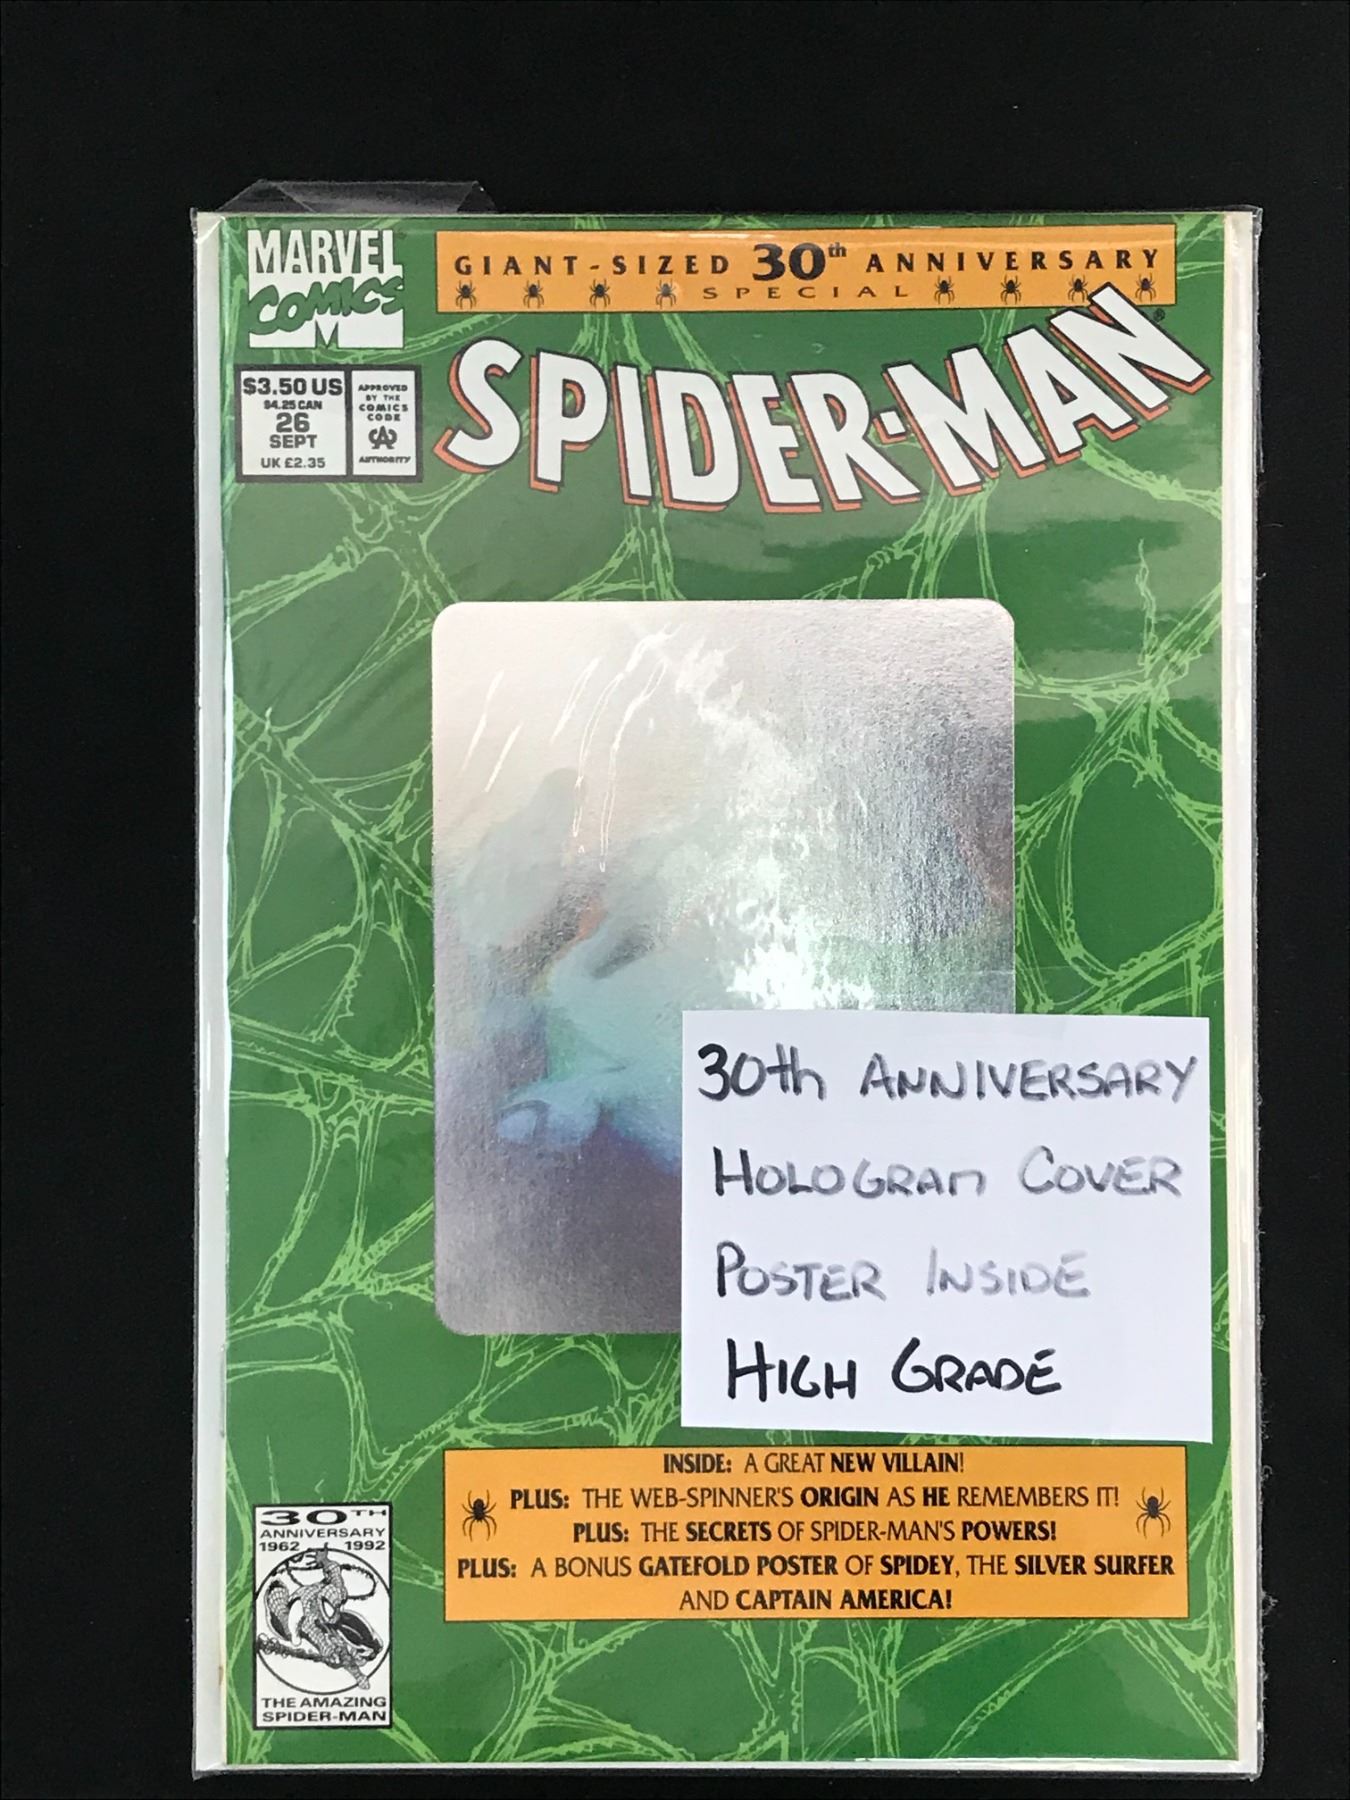 MARVEL
COMICS
M
GIANT-SIZED 30th ANNIVERSARY
SPECIAL
$3.50 US
$4.25 CAN
26
SEPT
UK £2.35
APPROVED
BY THE
COMICS
CODE
CA
AUTHORITY
SPIDER-MAN®
30th ANNIVERSARY
HOLOGRAM COVER
POSTER INSIDE
HIGH GRADE
INSIDE: A GREAT NEW VILLAIN!
PLUS: THE WEB-SPINNER'S ORIGIN AS HE REMEMBERS IT!
PLUS: THE SECRETS OF SPIDER-MAN'S POWERS!
PLUS: A BONUS GATEFOLD POSTER OF SPIDEY, THE SILVER SURFER
AND CAPTAIN AMERICA!
30TH
ANNIVERSARY
1962 1992
THE AMAZING
SPIDER-MAN